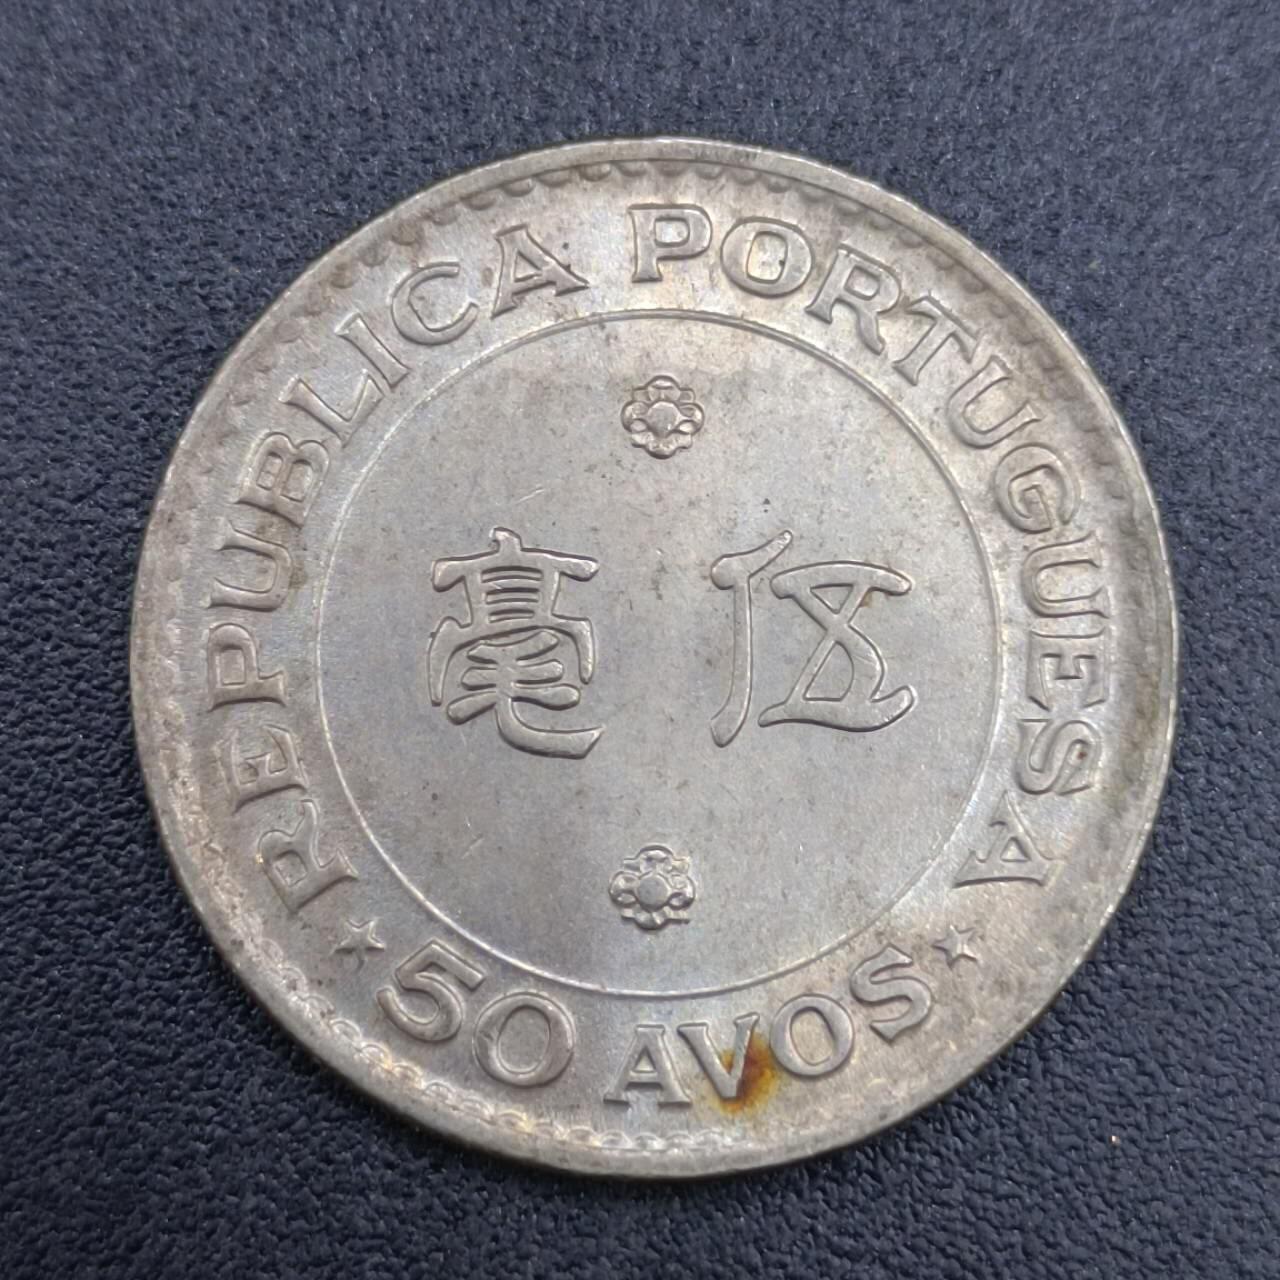 REPUBLICA PORTUGUESA
伍毫
★ 50 AVOS ★